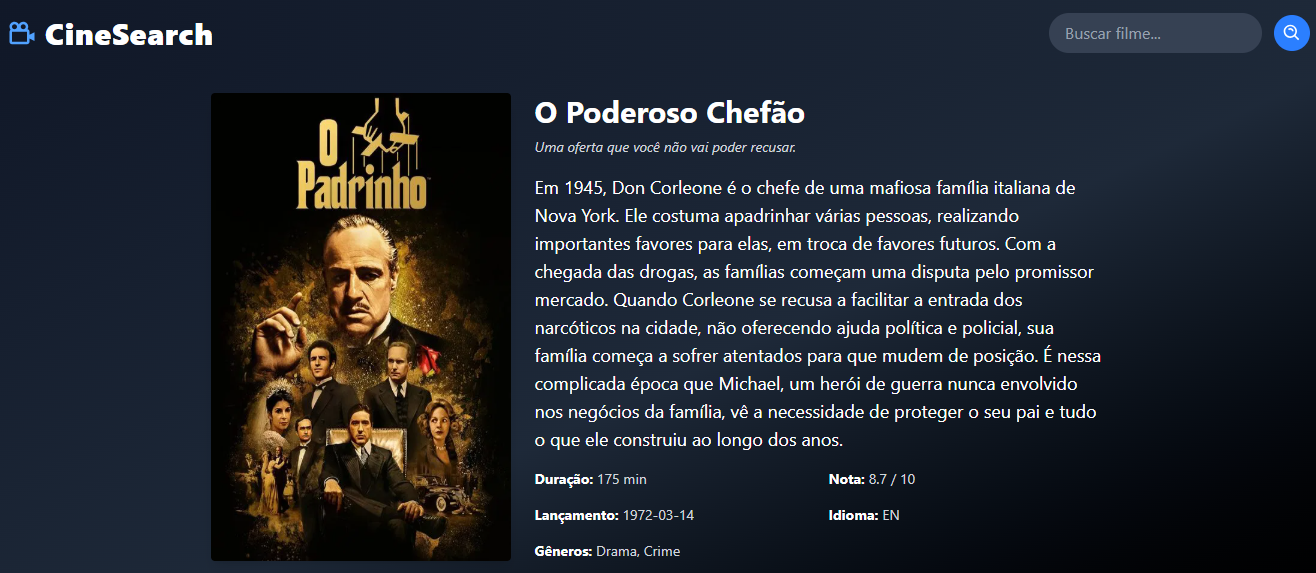 CineSearch
Buscar filme...
O
Padrinho
O Poderoso Chefão
Uma oferta que você não vai poder recusar.
Em 1945, Don Corleone é o chefe de uma mafiosa família italiana de
Nova York. Ele costuma apadrinhar várias pessoas, realizando
importantes favores para elas, em troca de favores futuros. Com a
chegada das drogas, as famílias começam uma disputa pelo promissor
mercado. Quando Corleone se recusa a facilitar a entrada dos
narcóticos na cidade, não oferecendo ajuda política e policial, sua
família começa a sofrer atentados para que mudem de posição. É nessa
complicada época que Michael, um herói de guerra nunca envolvido
nos negócios da família, vê a necessidade de proteger o seu pai e tudo
o que ele construiu ao longo dos anos.
Duração: 175 min
Nota: 8.7 / 10
Lançamento: 1972-03-14
Idioma: EN
Gêneros: Drama, Crime